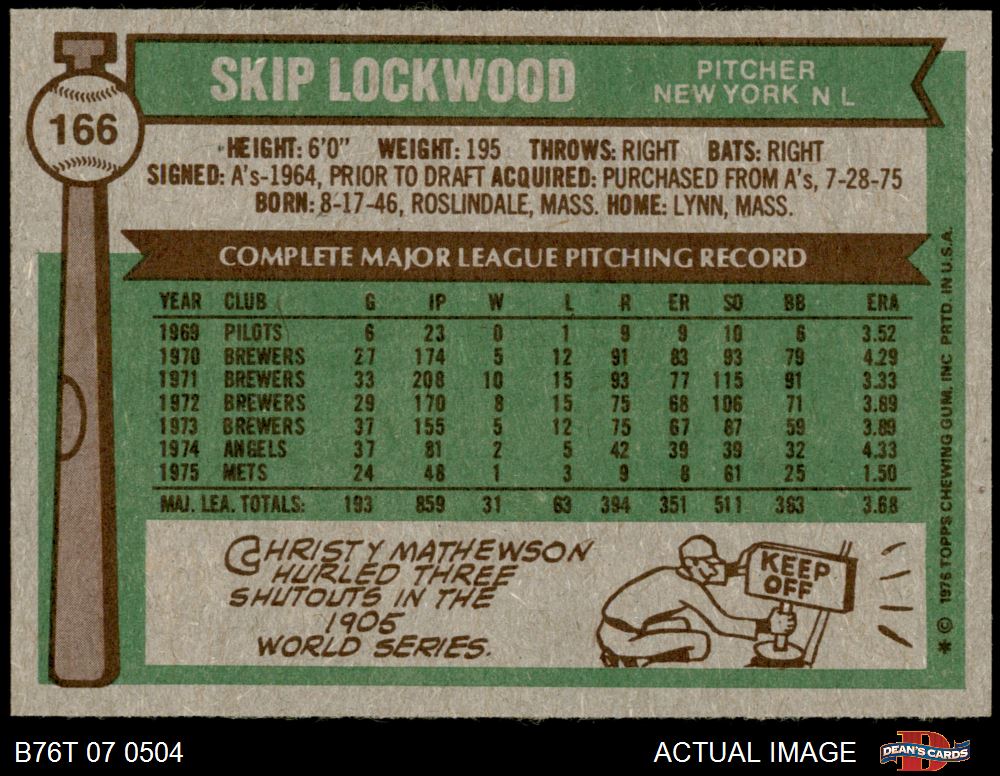 SKIP LOCKWOOD
PITCHER
NEW YORK N L
166
HEIGHT: 6'0" WEIGHT: 195 THROWS: RIGHT BATS: RIGHT
SIGNED: A's-1964, PRIOR TO DRAFT ACQUIRED: PURCHASED FROM A's, 7-28-75
BORN: 8-17-46, ROSLINDALE, MASS. HOME: LYNN, MASS.
COMPLETE MAJOR LEAGUE PITCHING RECORD
YEAR CLUB G IP W L R ER SO BB ERA
1969 PILOTS 6 23 0 1 9 9 10 6 3.52
1970 BREWERS 27 174 5 12 91 83 93 79 4.29
1971 BREWERS 33 208 10 15 93 77 115 91 3.33
1972 BREWERS 29 170 8 15 75 68 106 71 3.69
1973 BREWERS 37 155 5 12 75 67 87 59 3.89
1974 ANGELS 37 81 2 5 42 39 39 32 4.33
1975 METS 24 48 1 3 9 8 61 25 1.50
MAJ. LEA. TOTALS: 193 859 31 63 394 351 511 363 3.68
CHRISTY MATHEWSON
HURLED THREE
SHUTOUTS IN THE
1905
WORLD SERIES.
KEEP
OFF
* © 1976 TOPPS CHEWING GUM, INC. PRTD. IN U.S.A.
B76T 07 0504
ACTUAL IMAGE
DEAN'S CARDS